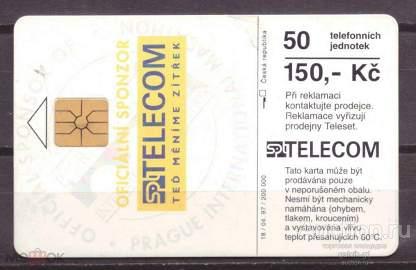 OFICIÁLNÍ SPONZOR
SPT TELECOM
TEĎ MĚNÍME ZÍTŘEK
PRAGUE INTERNATIONAL
Česká republika
18 / 04. 97 / 200 000
50 telefonních
jednotek
150,- Kč
Při reklamaci
kontaktujte prodejce.
Reklamace vyřizují
prodejny Teleset.
SPT TELECOM
Tato karta může být
prodávána pouze
v neporušeném obalu.
Nesmí být mechanicky
namáhána (ohybem,
tlakem, kroucením)
a vystavována vlivu
teplot přesahujících 60°C.